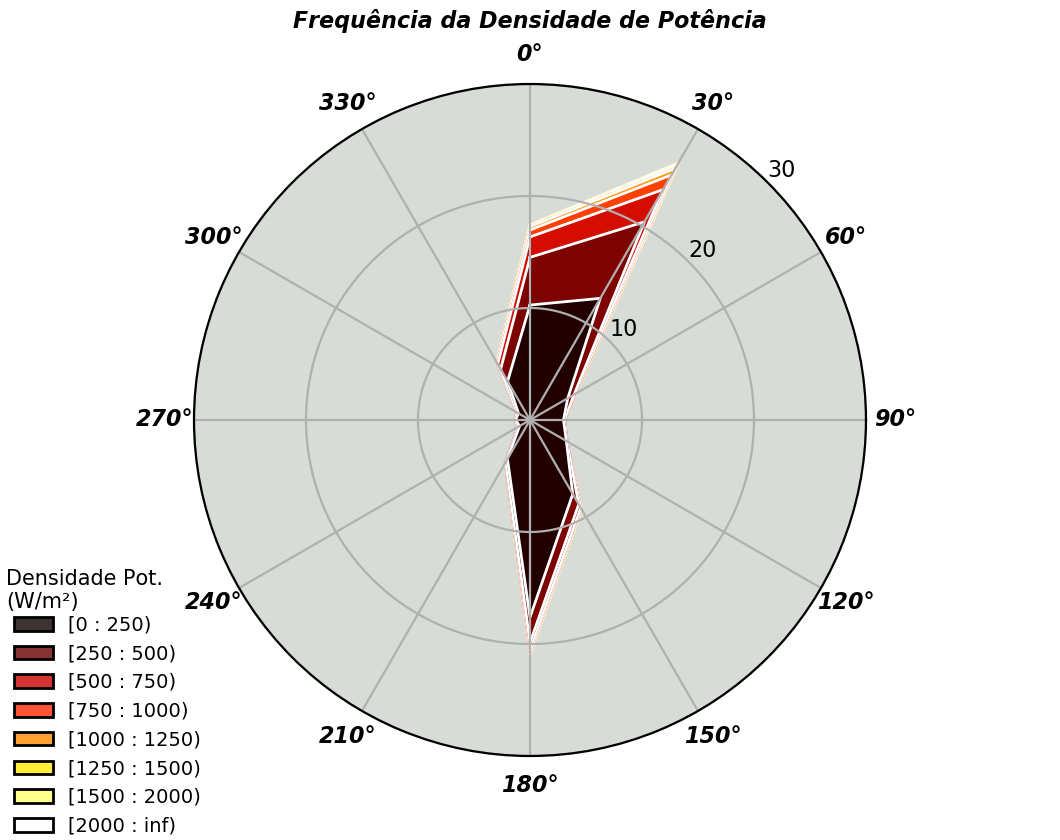 Frequência da Densidade de Potência
0°
330°
30°
30
300°
60°
20
10
270°
90°
240°
120°
210°
150°
180°
Densidade Pot.
(W/m²)
[0 : 250)
[250 : 500)
[500 : 750)
[750 : 1000)
[1000 : 1250)
[1250 : 1500)
[1500 : 2000)
[2000 : inf)